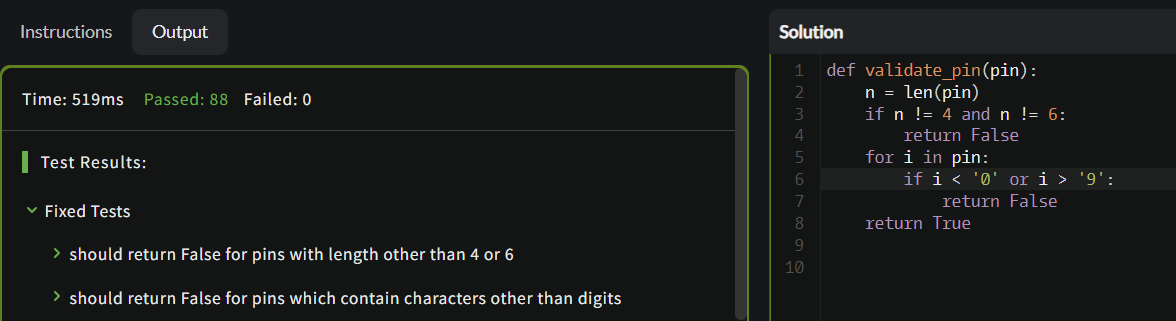 Instructions
Output
Time: 519ms Passed: 88 Failed: 0
Test Results:
Fixed Tests
should return False for pins with length other than 4 or 6
should return False for pins which contain characters other than digits
Solution
1 def validate_pin(pin):
2     n = len(pin)
3     if n != 4 and n != 6:
4         return False
5     for i in pin:
6         if i < '0' or i > '9':
7             return False
8     return True
9
10